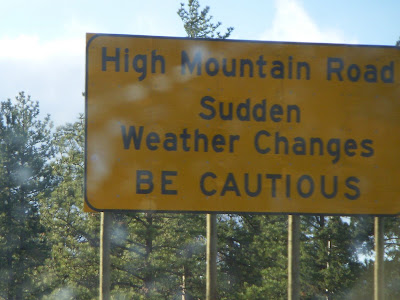 High Mountain Road
Sudden
Weather Changes
BE CAUTIOUS